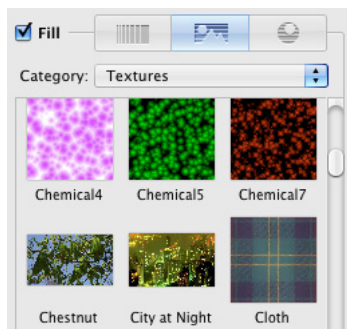 Fill
Category: Textures
Chemical4 Chemical5 Chemical7
Chestnut City at Night Cloth